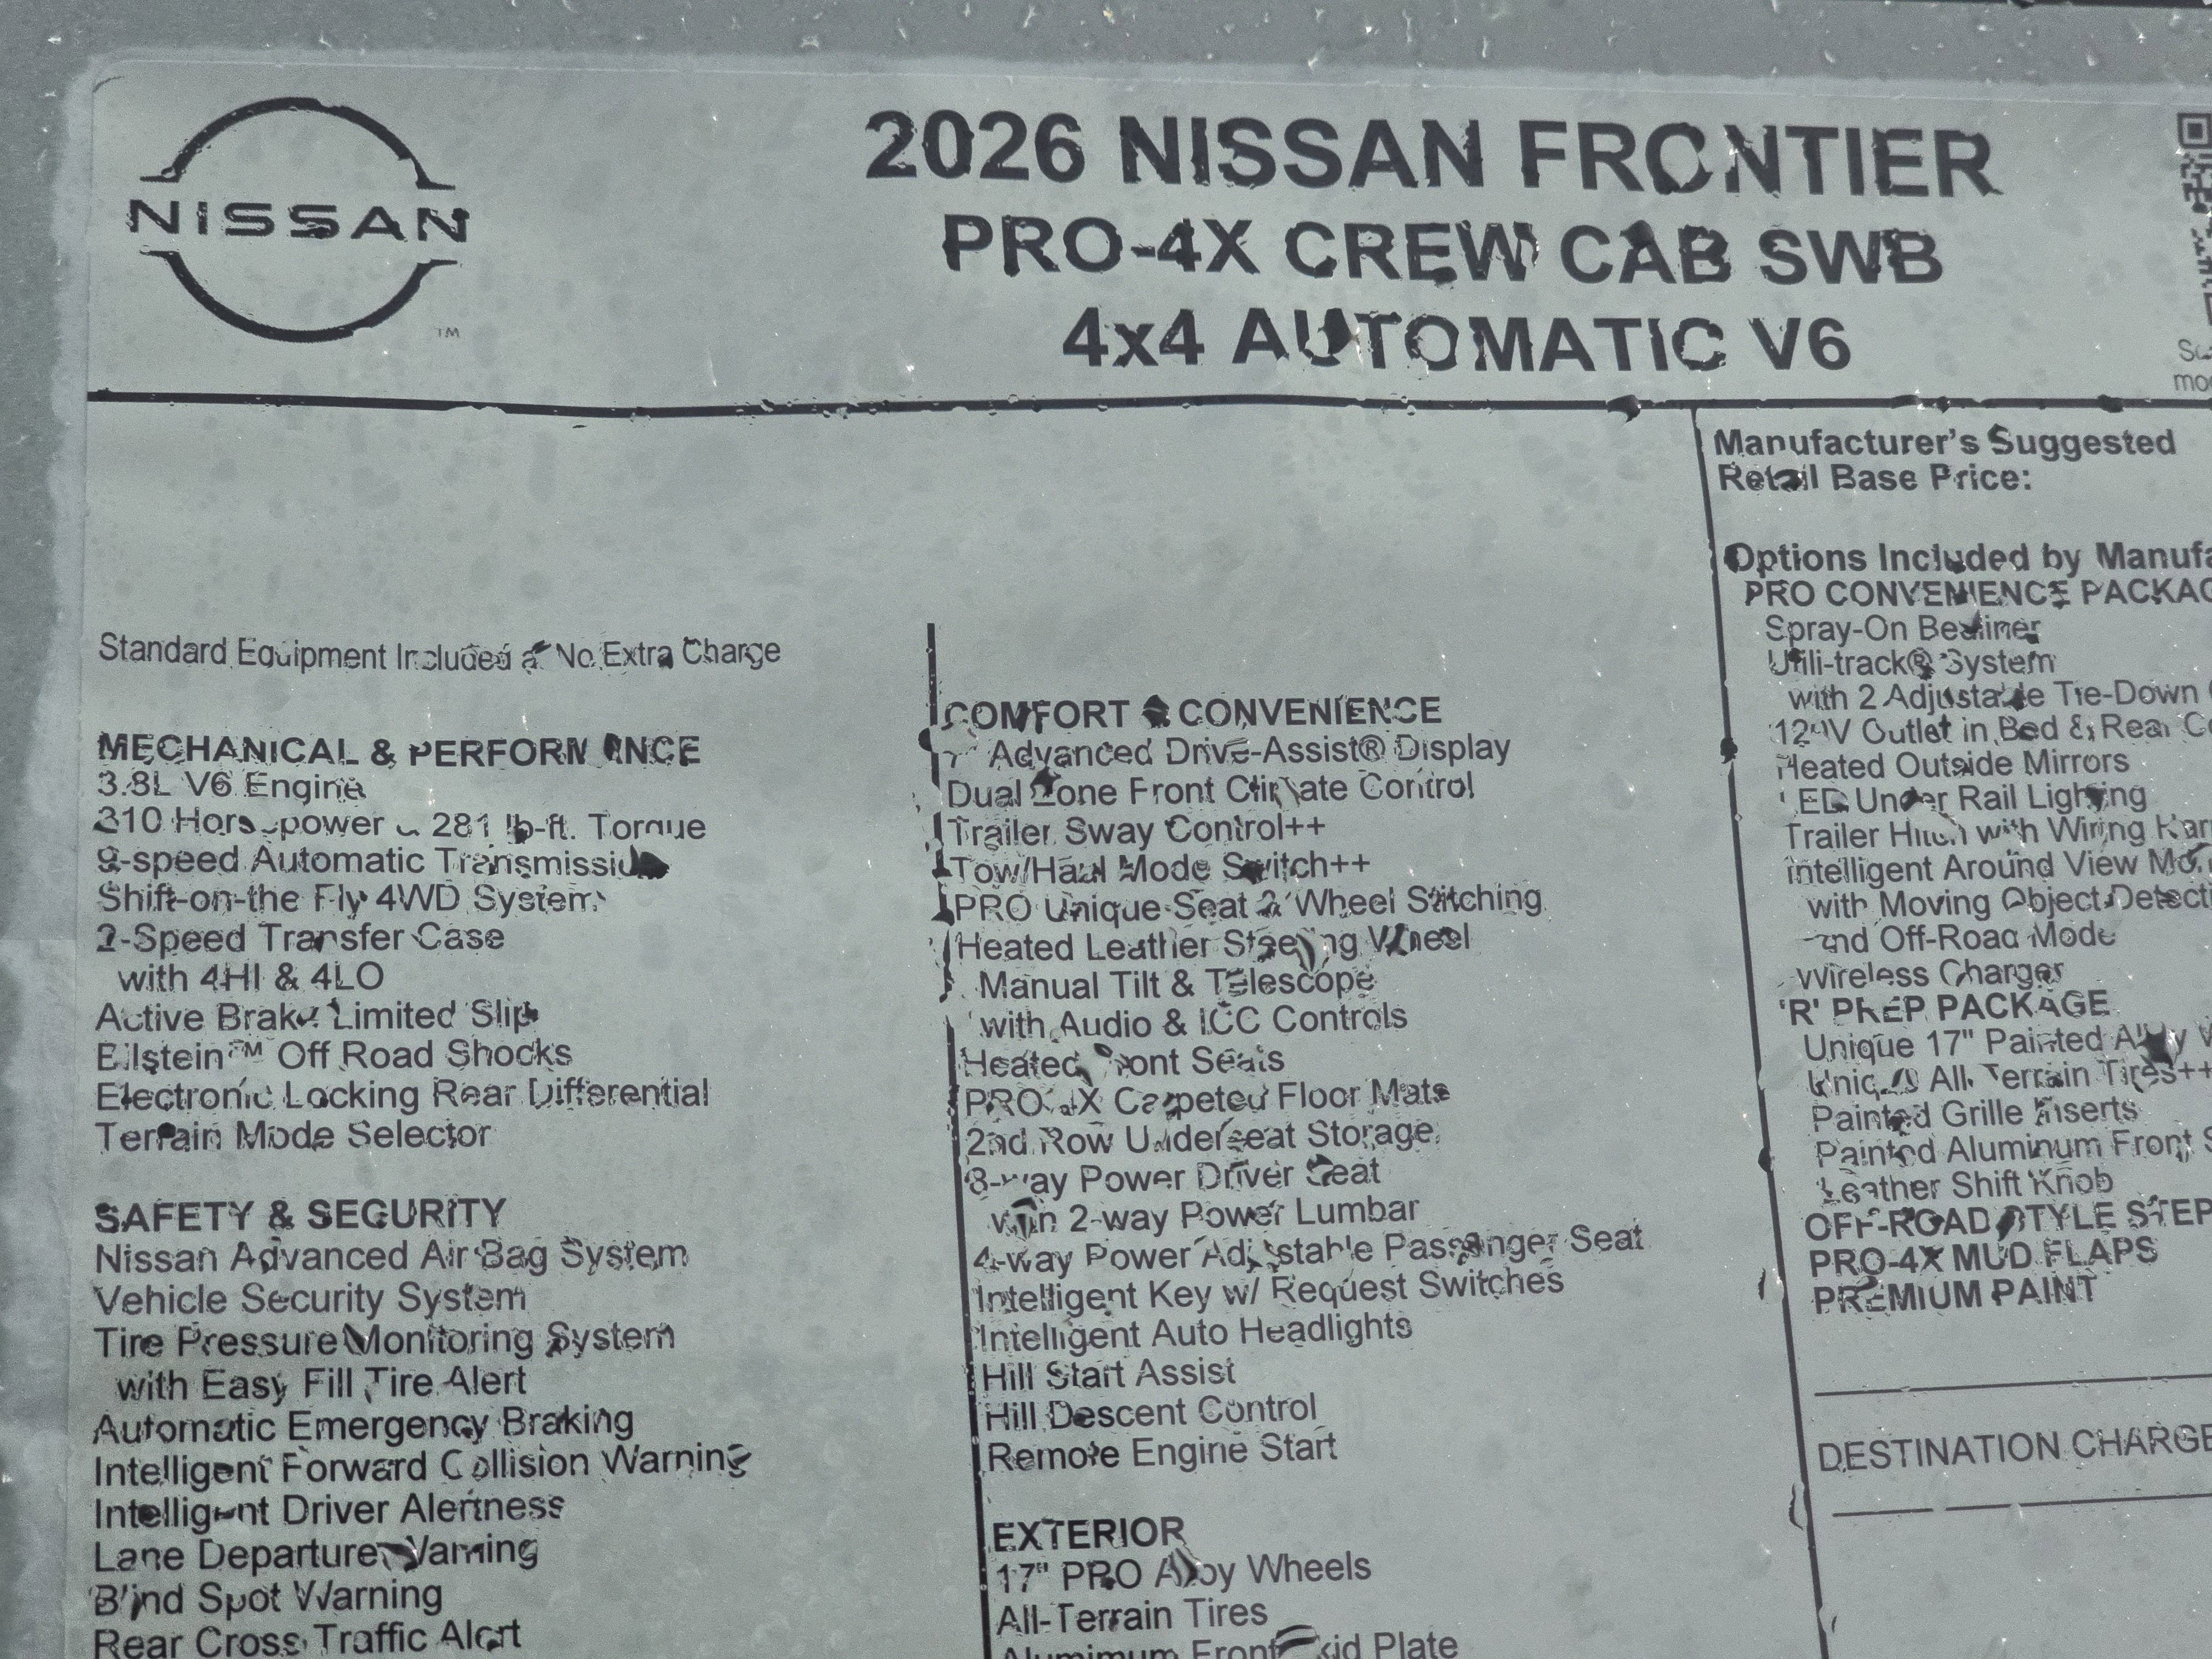 NISSAN
TM
2026 NISSAN FRONTIER
PRO-4X CREW CAB SWB
4x4 AUTOMATIC V6
Standard Equipment Included at No Extra Charge
MECHANICAL & PERFORMANCE
3.8L V6 Engine
310 Horsepower & 281 lb-ft. Torque
9-speed Automatic Transmission
Shift-on-the Fly 4WD System
2-Speed Transfer Case
with 4HI & 4LO
Active Brake Limited Slip
Bilstein™ Off Road Shocks
Electronic Locking Rear Differential
Terrain Mode Selector
SAFETY & SECURITY
Nissan Advanced Air Bag System
Vehicle Security System
Tire Pressure Monitoring System
with Easy Fill Tire Alert
Automatic Emergency Braking
Intelligent Forward Collision Warning
Intelligent Driver Alertness
Lane Departure Warning
Blind Spot Warning
Rear Cross Traffic Alert
COMFORT & CONVENIENCE
Advanced Drive-Assist® Display
Dual Zone Front Climate Control
Trailer Sway Control++
Tow/Haul Mode Switch++
PRO Unique Seat & Wheel Stitching
Heated Leather Steering Wheel
Manual Tilt & Telescope
with Audio & ICC Controls
Heated Front Seats
PRO-4X Carpeted Floor Mats
2nd Row Underseat Storage
8-way Power Driver Seat
with 2-way Power Lumbar
4-way Power Adjustable Passenger Seat
Intelligent Key w/ Request Switches
Intelligent Auto Headlights
Hill Start Assist
Hill Descent Control
Remote Engine Start
EXTERIOR
17" PRO Alloy Wheels
All-Terrain Tires
Front Skid Plate
Manufacturer's Suggested
Retail Base Price:
Options Included by
PRO CONVENIENCE
Spray-On Bedliner
Utili-track® System
with 2 Adjustable Tie-Down
120V Outlet in Bed & Rear
Heated Outside Mirrors
LED Under Rail Lighting
Trailer Hitch with Wiring
Intelligent Around View
with Moving Object
and Off-Road Mode
Wireless Charger
'R' PREP PACKAGE
Unique 17" Painted Alloy
Unique All Terrain Tires++
Painted Grille Inserts
Painted Aluminum Front
Leather Shift Knob
OFF-ROAD STYLE STEP
PRO-4X MUD FLAPS
PREMIUM PAINT
DESTINATION CHARGE